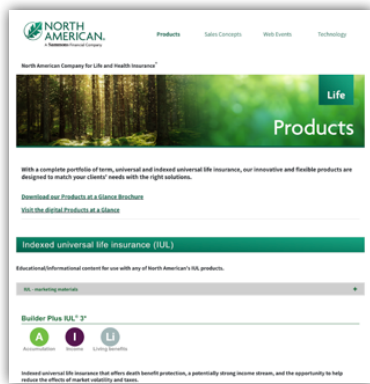 NORTH
AMERICAN®
A Sammons Financial Company
Products Sales Concepts Web Events Technology
North American Company for Life and Health Insurance®
Life
Products
With a complete portfolio of term, universal and indexed universal life insurance, our innovative and flexible products are
designed to match your clients' needs with the right solutions.
Download our Products at a Glance Brochure
Visit the digital Products at a Glance
Indexed universal life insurance (IUL)
Educational/informational content for use with any of North American's IUL products.
IUL - marketing materials +
Builder Plus IUL® 3*
A I Li
Accumulation Income Living benefits
Indexed universal life insurance that offers death benefit protection, a potentially strong income stream, and the opportunity to help
reduce the effects of market volatility and taxes.